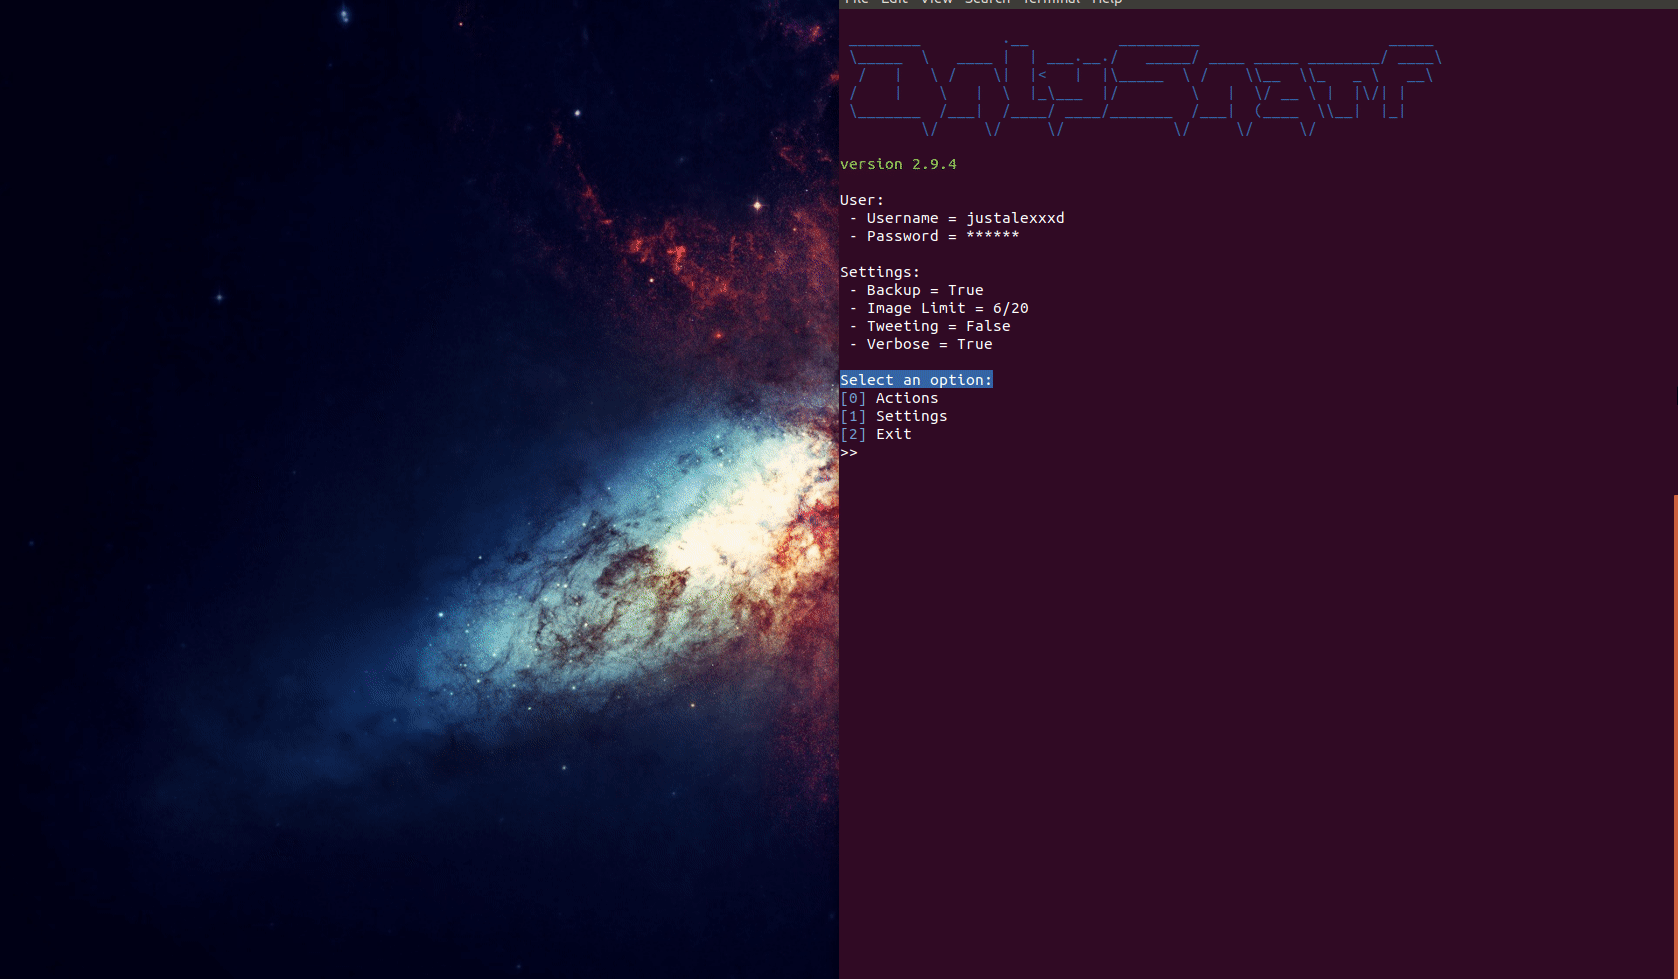 File Edit View Search Terminal Help
OnlySnarf
version 2.9.4
User:
- Username = justalexxxd
- Password = ******
Settings:
- Backup = True
- Image Limit = 6/20
- Tweeting = False
- Verbose = True
Select an option:
[0] Actions
[1] Settings
[2] Exit
>>